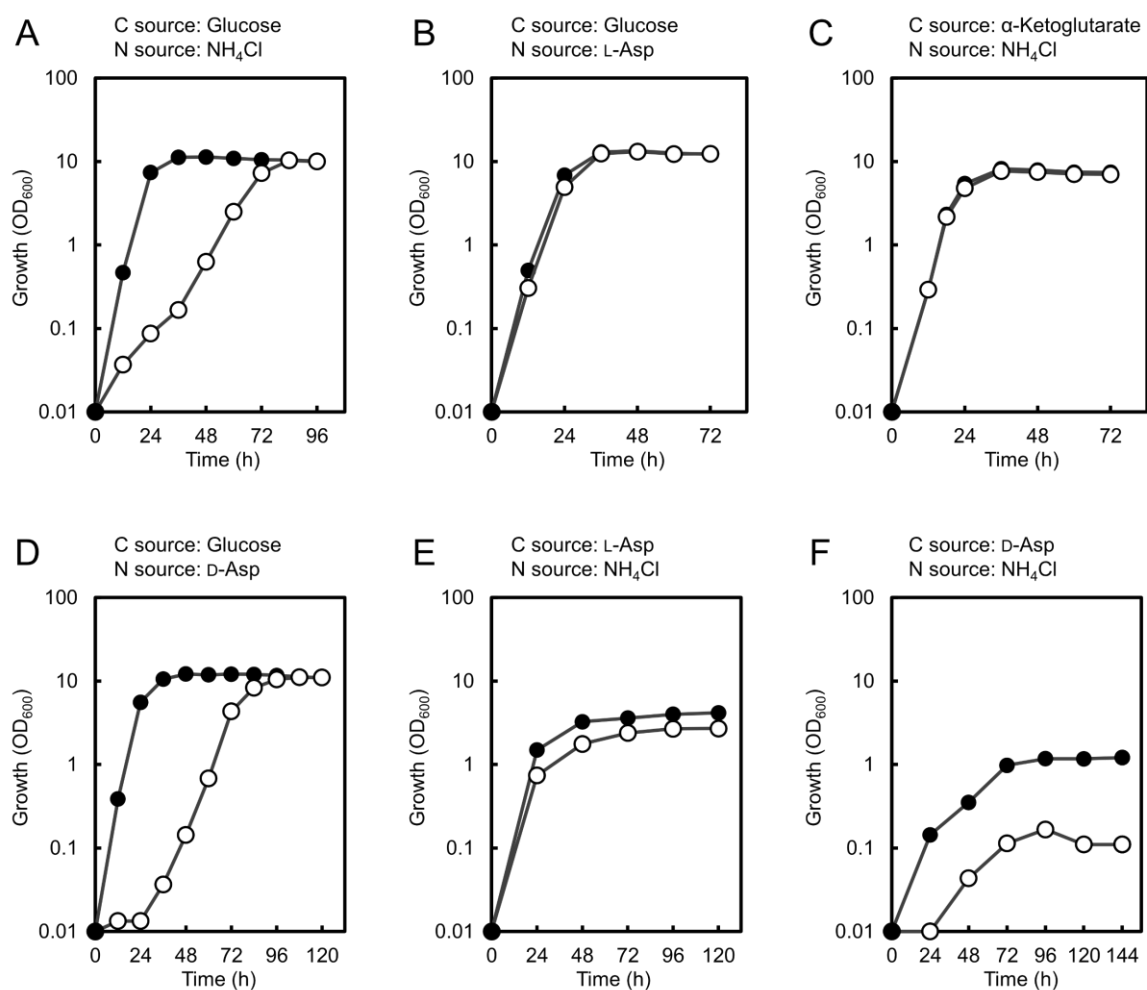 A
C source: Glucose
N source: NH₄Cl
100
10
1
0.1
0.01
Growth (OD₆₀₀)
0 24 48 72 96
Time (h)
B
C source: Glucose
N source: L-Asp
100
10
1
0.1
0.01
Growth (OD₆₀₀)
0 24 48 72
Time (h)
C
C source: α-Ketoglutarate
N source: NH₄Cl
100
10
1
0.1
0.01
Growth (OD₆₀₀)
0 24 48 72
Time (h)
D
C source: Glucose
N source: D-Asp
100
10
1
0.1
0.01
Growth (OD₆₀₀)
0 24 48 72 96 120
Time (h)
E
C source: L-Asp
N source: NH₄Cl
100
10
1
0.1
0.01
Growth (OD₆₀₀)
0 24 48 72 96 120
Time (h)
F
C source: D-Asp
N source: NH₄Cl
100
10
1
0.1
0.01
Growth (OD₆₀₀)
0 24 48 72 96 120 144
Time (h)